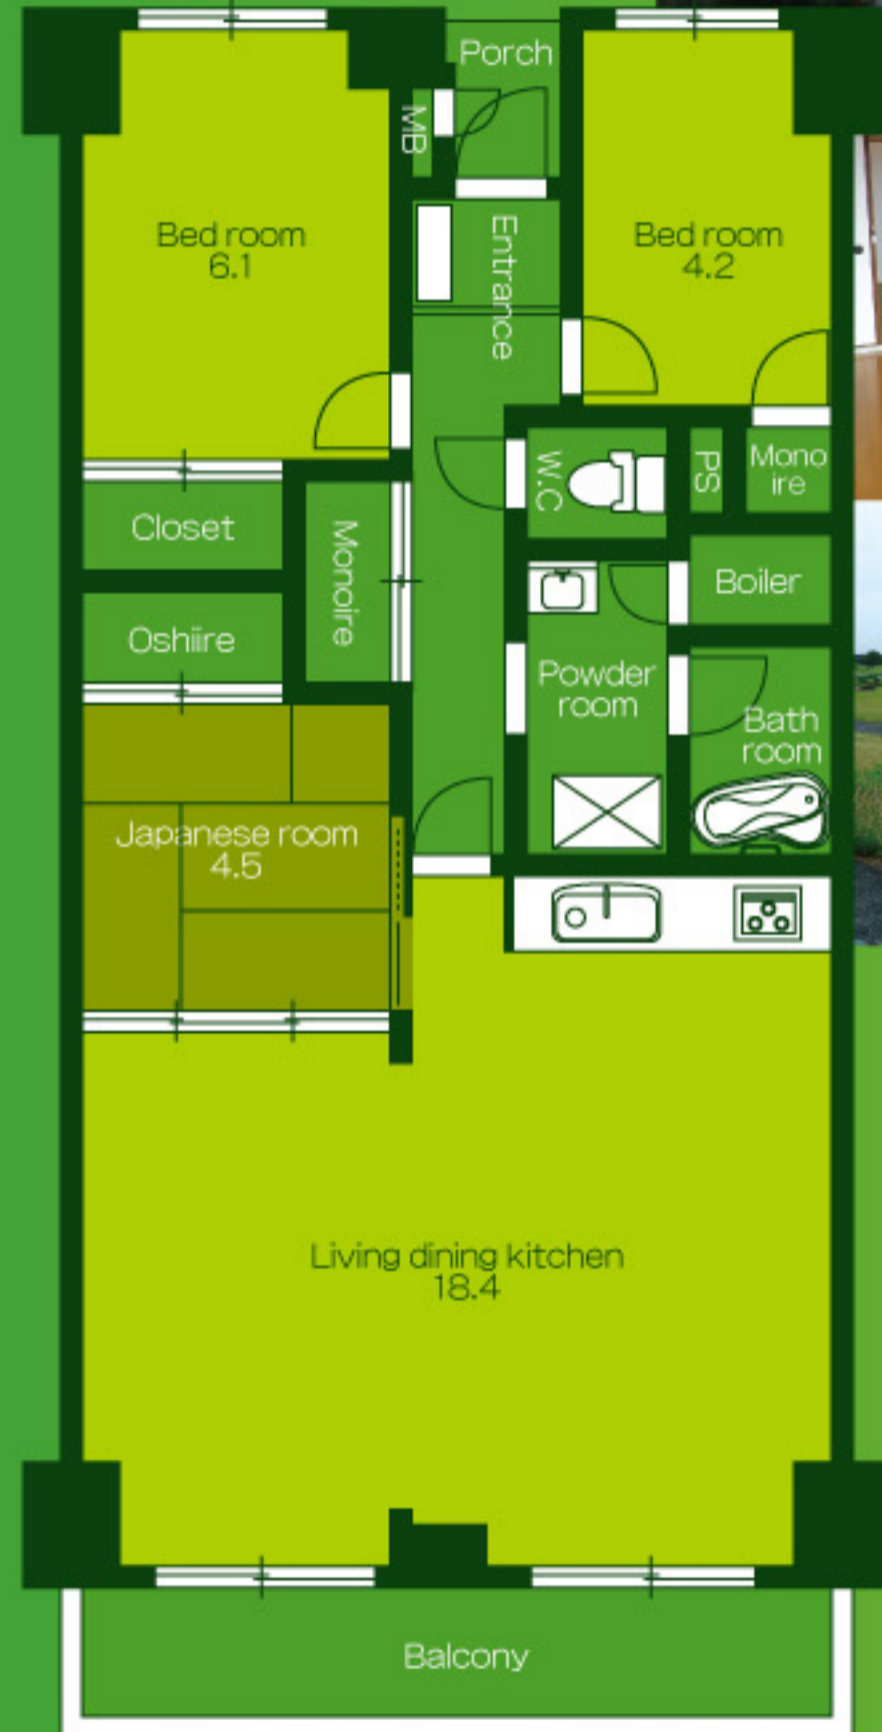 Porch
MB
Bed room
6.1
Entrance
Bed room
4.2
W.C
PS
Mono
ire
Closet
Monoire
Boiler
Oshiire
Powder
room
Bath
room
Japanese room
4.5
Living dining kitchen
18.4
Balcony